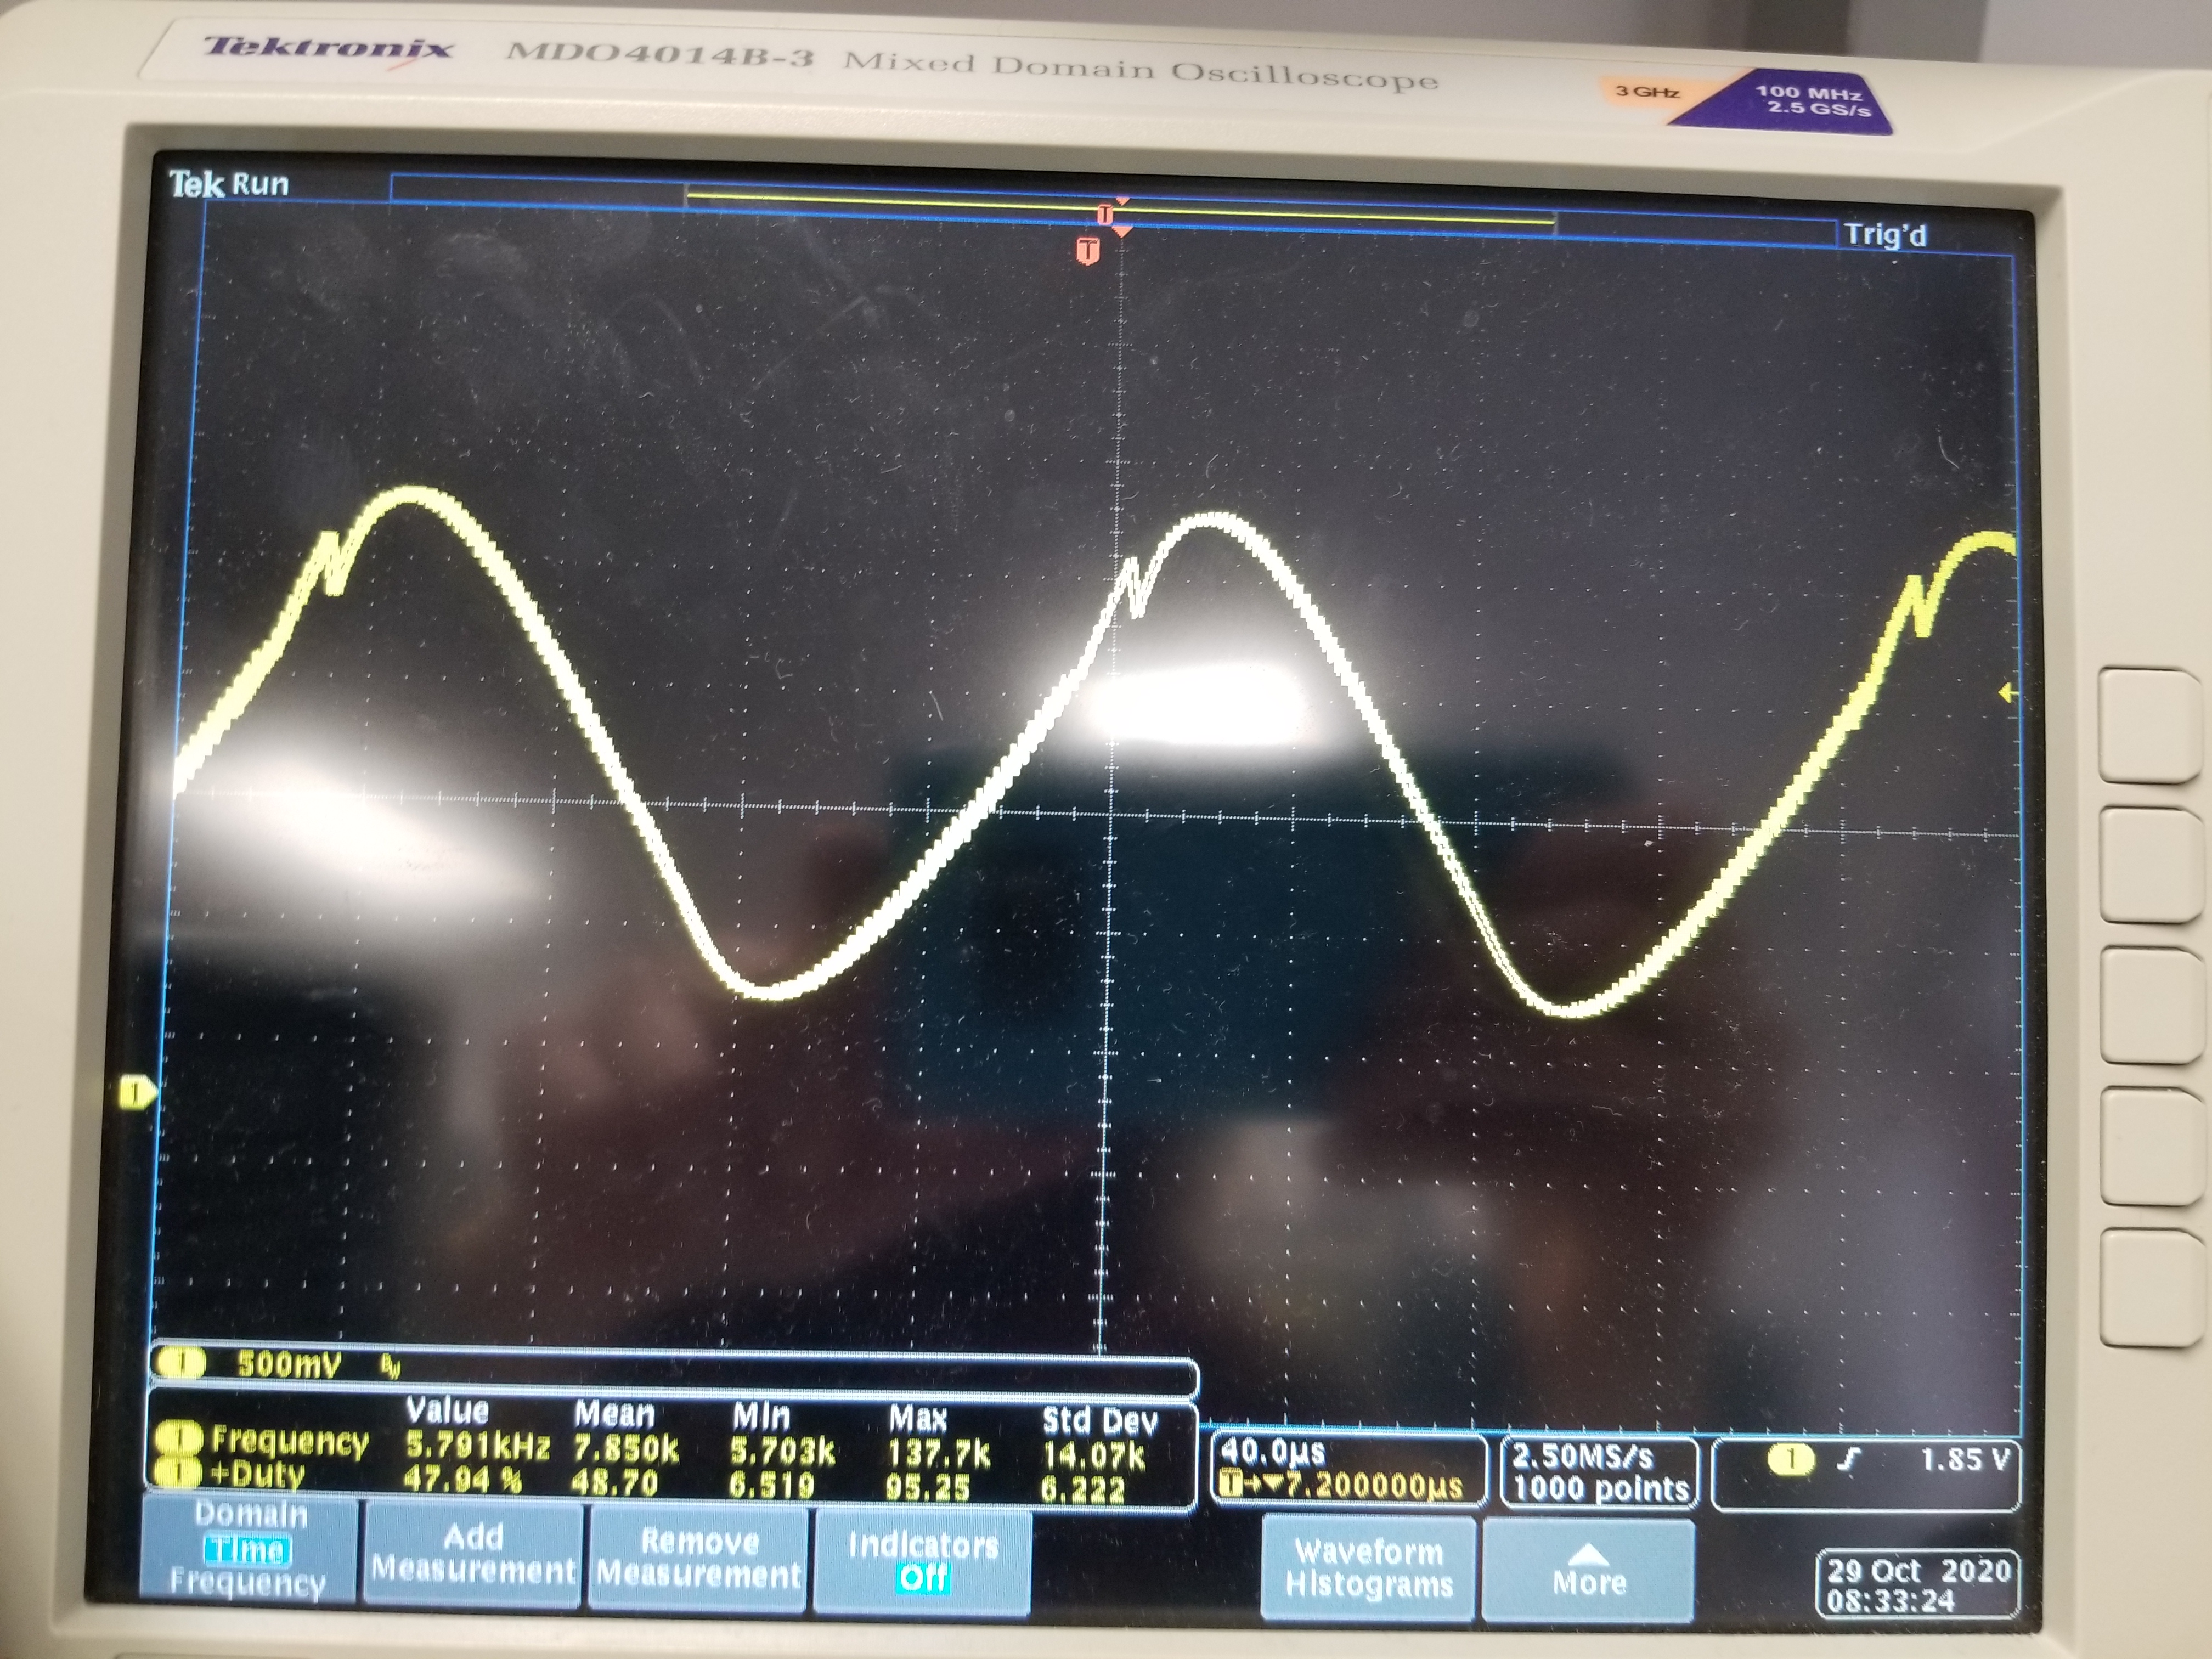 Tektronix MDO4014B-3 Mixed Domain Oscilloscope
3 GHz
100 MHz
2.5 GS/s
Tek Run
Trig'd
T
T
1
1 500mV BW
Value Mean Min Max Std Dev
1 Frequency 5.791kHz 7.850k 5.703k 137.7k 14.07k
1 +Duty 47.94 % 48.70 6.519 95.25 6.222
40.0µs
T→▼7.200000µs
2.50MS/s
1000 points
1 1.85 V
Domain
Time
Frequency
Add
Measurement
Remove
Measurement
Indicators
Off
Waveform
Histograms
More
29 Oct 2020
08:33:24